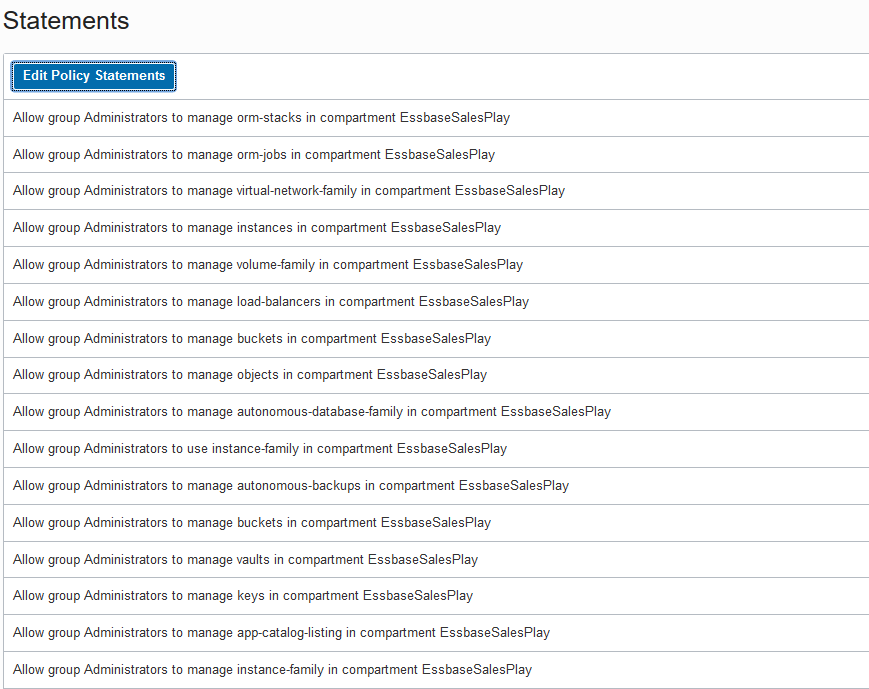 Statements
Edit Policy Statements
Allow group Administrators to manage orm-stacks in compartment EssbaseSalesPlay
Allow group Administrators to manage orm-jobs in compartment EssbaseSalesPlay
Allow group Administrators to manage virtual-network-family in compartment EssbaseSalesPlay
Allow group Administrators to manage instances in compartment EssbaseSalesPlay
Allow group Administrators to manage volume-family in compartment EssbaseSalesPlay
Allow group Administrators to manage load-balancers in compartment EssbaseSalesPlay
Allow group Administrators to manage buckets in compartment EssbaseSalesPlay
Allow group Administrators to manage objects in compartment EssbaseSalesPlay
Allow group Administrators to manage autonomous-database-family in compartment EssbaseSalesPlay
Allow group Administrators to use instance-family in compartment EssbaseSalesPlay
Allow group Administrators to manage autonomous-backups in compartment EssbaseSalesPlay
Allow group Administrators to manage buckets in compartment EssbaseSalesPlay
Allow group Administrators to manage vaults in compartment EssbaseSalesPlay
Allow group Administrators to manage keys in compartment EssbaseSalesPlay
Allow group Administrators to manage app-catalog-listing in compartment EssbaseSalesPlay
Allow group Administrators to manage instance-family in compartment EssbaseSalesPlay